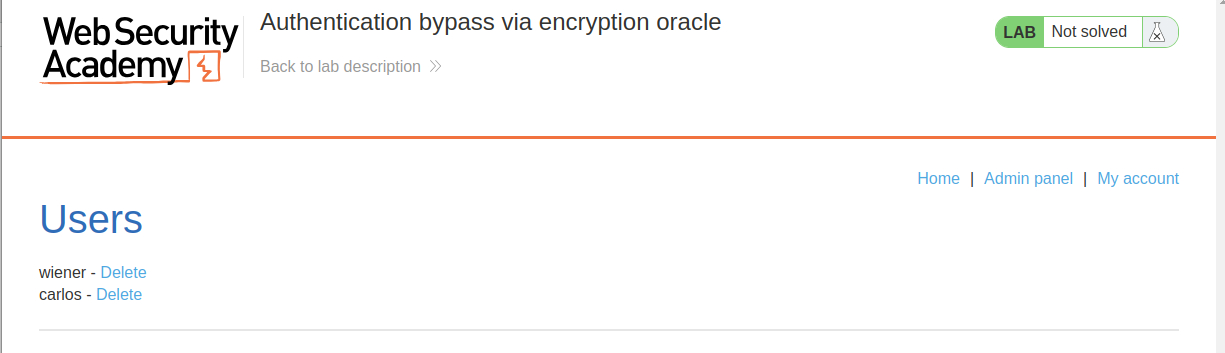 Web Security
Academy
Authentication bypass via encryption oracle
Back to lab description
LAB Not solved
Home | Admin panel | My account
Users
wiener - Delete
carlos - Delete